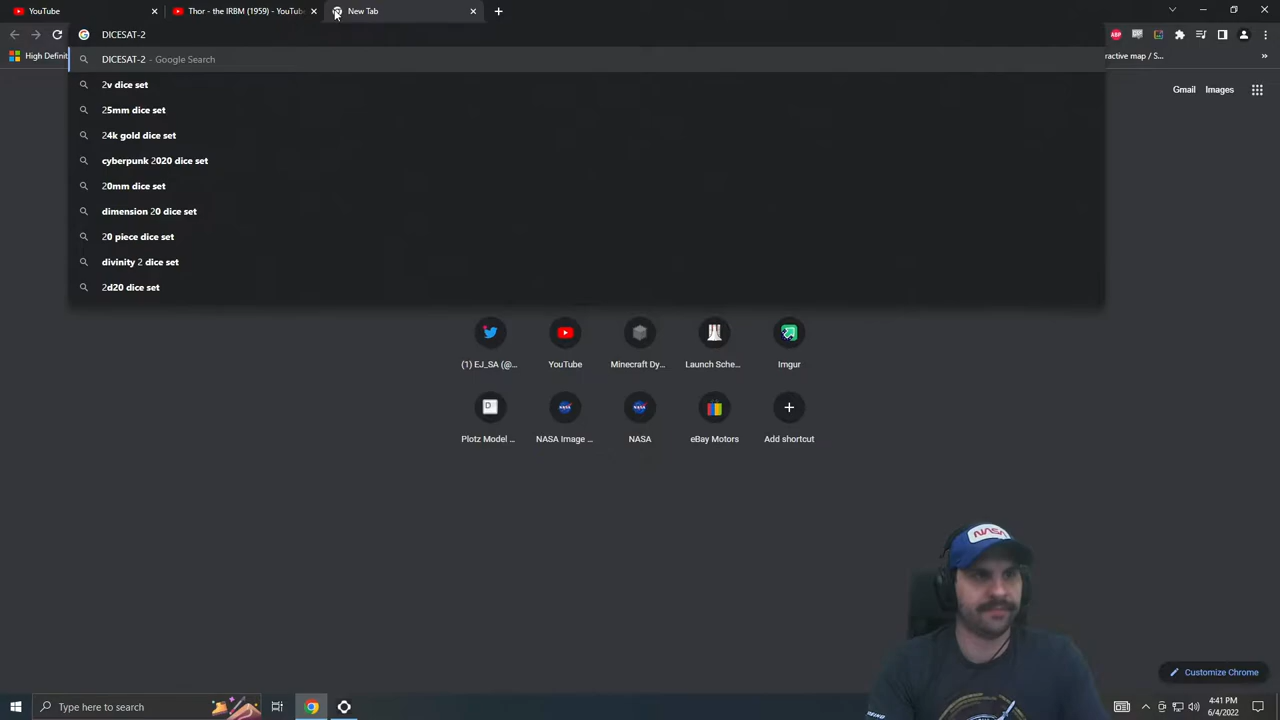 YouTube
Thor - the IRBM (1959) - YouTube
New Tab
DICESAT-2
High Definit
ractive map / S...
DICESAT-2 - Google Search
2v dice set
25mm dice set
24k gold dice set
cyberpunk 2020 dice set
20mm dice set
dimension 20 dice set
20 piece dice set
divinity 2 dice set
2d20 dice set
Gmail Images
(1) EJ_SA (@... YouTube Minecraft Dy... Launch Sche... Imgur
Plotz Model ... NASA Image ... NASA eBay Motors Add shortcut
NASA
Customize Chrome
Type here to search
4:41 PM
6/4/2022